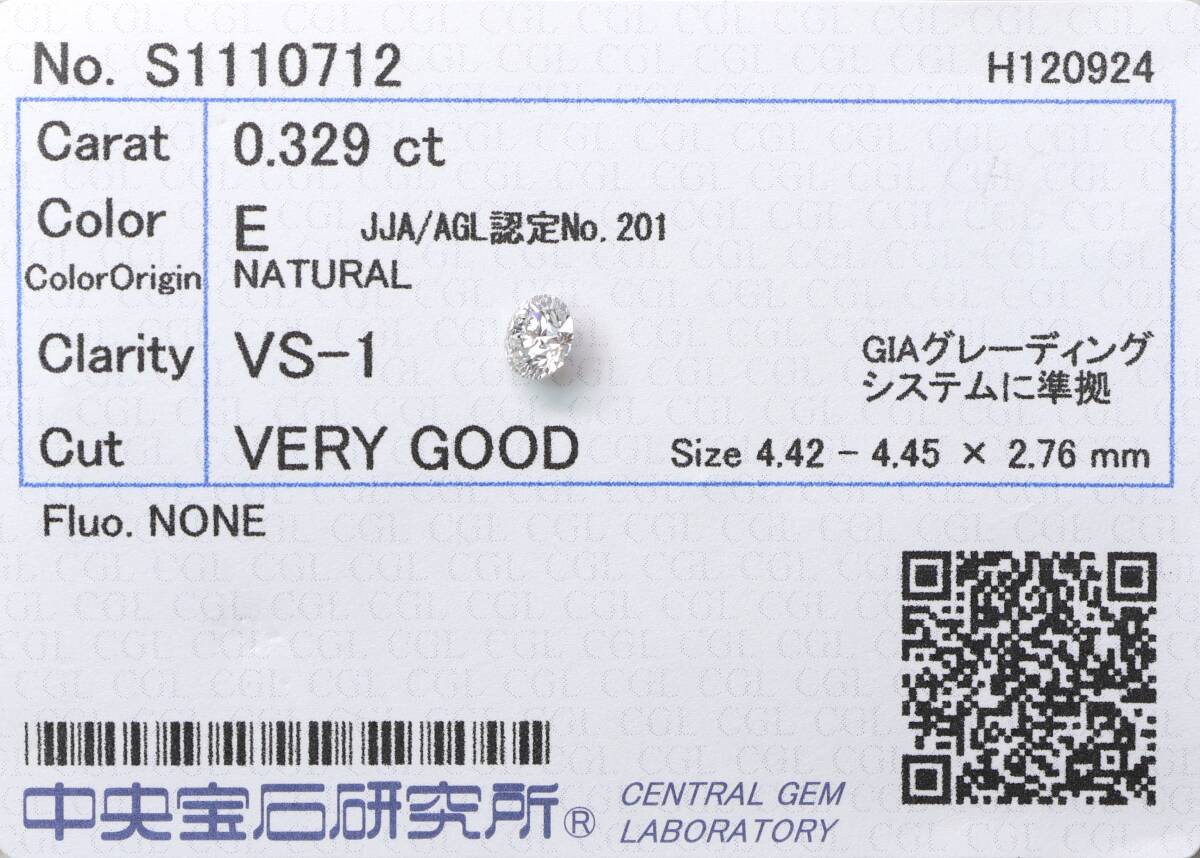 No. S1110712 H120924
Carat 0.329 ct
Color E JJA/AGL認定No. 201
ColorOrigin NATURAL
Clarity VS-1
GIAグレーディング
システムに準拠
Cut VERY GOOD Size 4.42 - 4.45 × 2.76 mm
Fluo. NONE
中央宝石研究所® CENTRAL GEM
LABORATORY